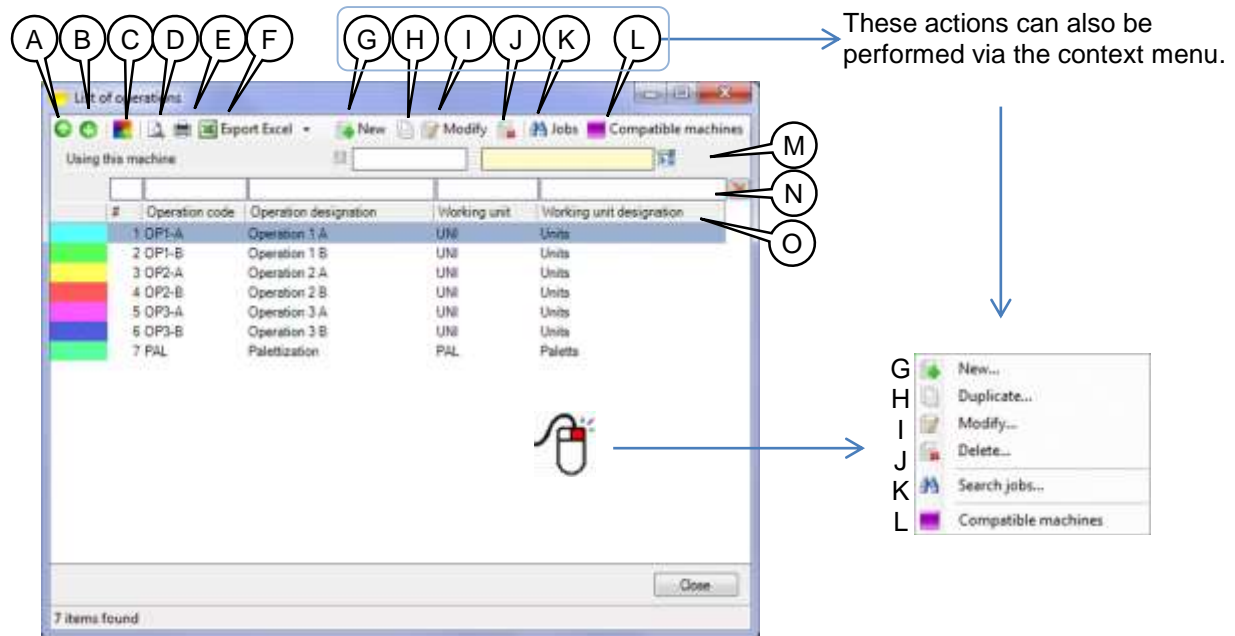 A B C D E F G H I J K L
These actions can also be
performed via the context menu.
List of operations
Export Excel New Modify Jobs Compatible machines
Using this machine
M
N
# Operation code Operation designation Working unit Working unit designation
O
1 OP1-A Operation 1 A UNI Units
2 OP1-B Operation 1 B UNI Units
3 OP2-A Operation 2 A UNI Units
4 OP2-B Operation 2 B UNI Units
5 OP3-A Operation 3 A UNI Units
6 OP3-B Operation 3 B UNI Units
7 PAL Palettization PAL Paletts
G New...
H Duplicate...
I Modify...
J Delete...
K Search jobs...
L Compatible machines
Close
7 items found